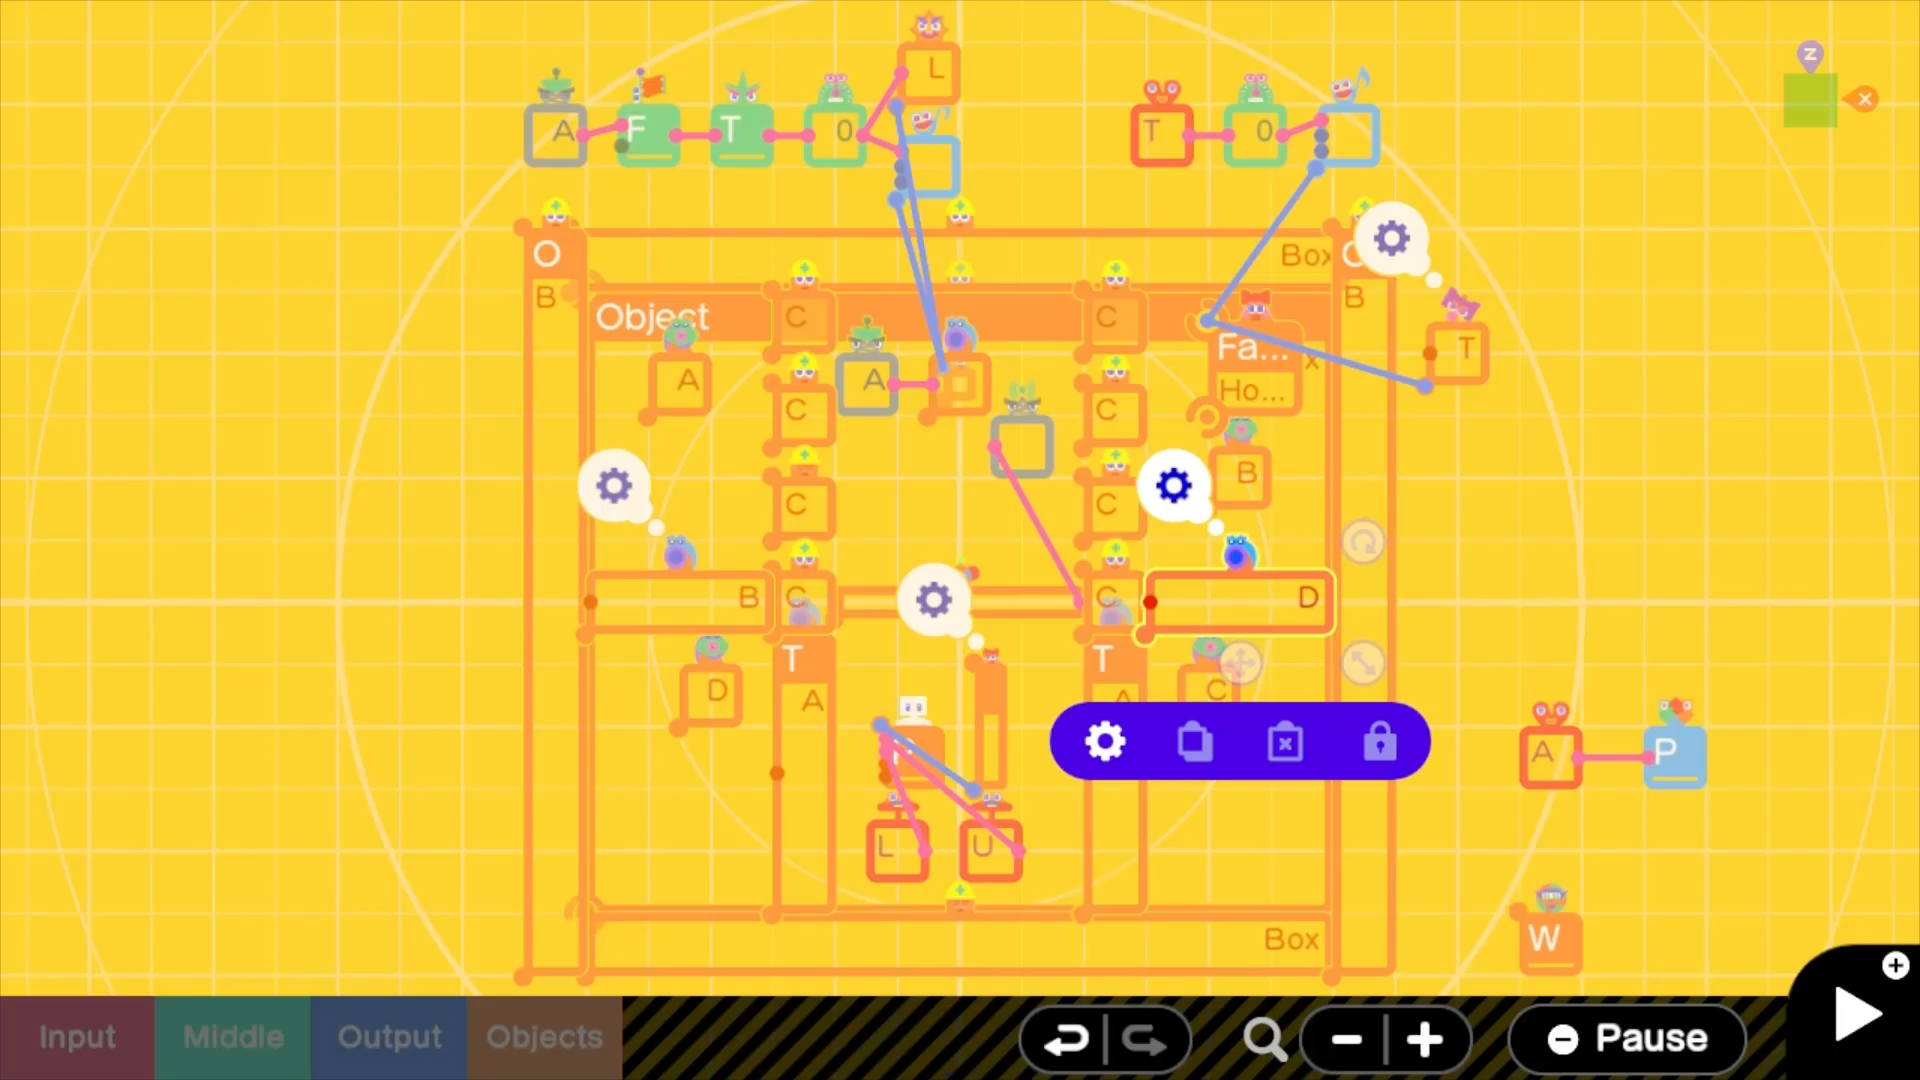 L
A F T 0
T 0
Z
X
O Box O
B Object B
C C
A A Fa...
x
T
Ho...
C C
B
C C
B C C D
D T T C
A A
L U
A P
Box
W
Input Middle Output Objects
Pause